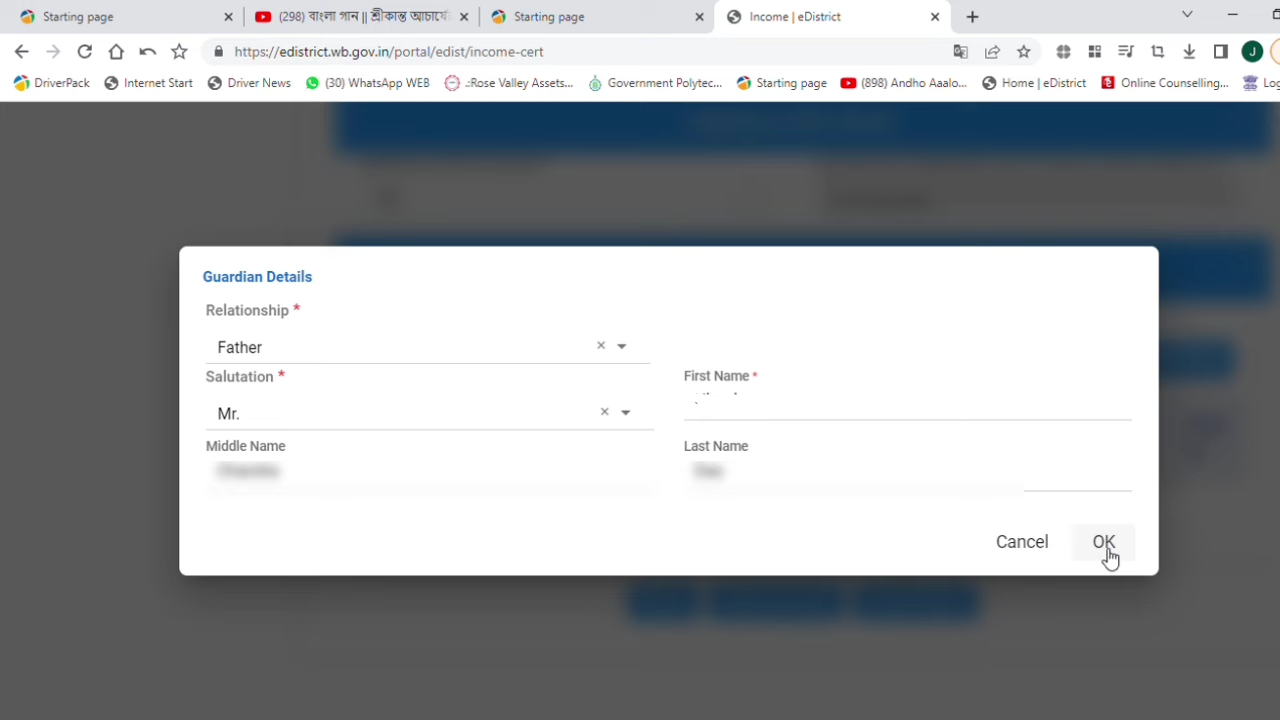 Starting page
(298) বাংলা গান || শ্রীকান্ত আচার্যে
Starting page
Income | eDistrict
https://edistrict.wb.gov.in/portal/edist/income-cert
J
DriverPack
Internet Start
Driver News
(30) WhatsApp WEB
.:Rose Valley Assets...
Government Polytec...
Starting page
(898) Andho Aaalo...
Home | eDistrict
Online Counselling...
Log
Guardian Details
Relationship *
Father
Salutation *
First Name *
Mr.
Middle Name
Last Name
Cancel
OK